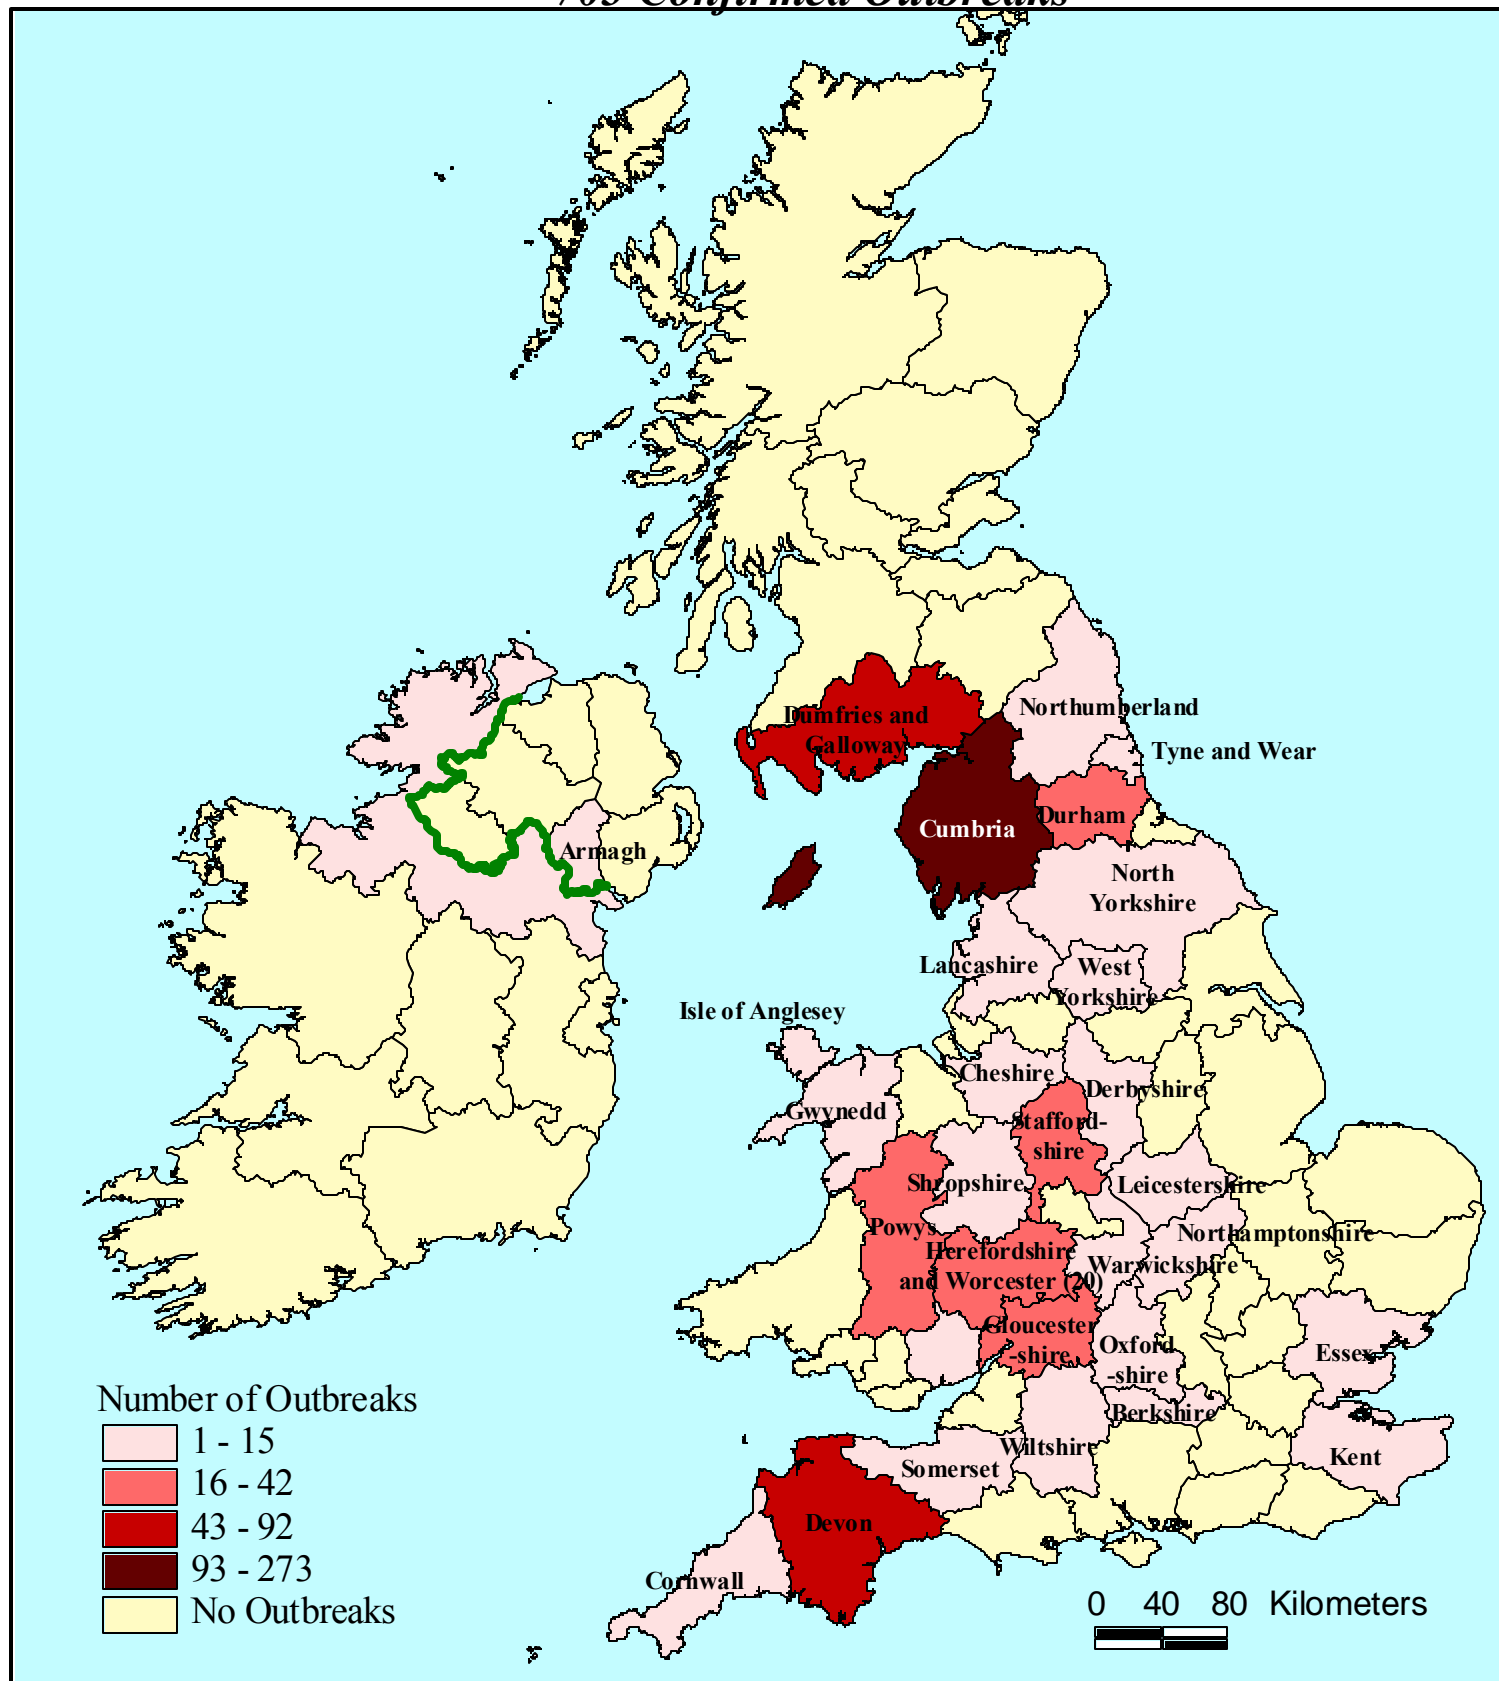 Confirmed Outbreaks
Dumfries and
Galloway
Northumberland
Tyne and Wear
Cumbria
Durham
Armagh
North
Yorkshire
Lancashire
West
Yorkshire
Isle of Anglesey
Cheshire
Derbyshire
Gwynedd
Stafford-
shire
Shropshire
Leicestershire
Powys
Northamptonshire
Herefordshire
and Worcester (20)
Warwickshire
Gloucester
-shire
Oxford
-shire
Essex
Berkshire
Wiltshire
Somerset
Kent
Devon
Cornwall
Number of Outbreaks
1 - 15
16 - 42
43 - 92
93 - 273
No Outbreaks
0 40 80 Kilometers